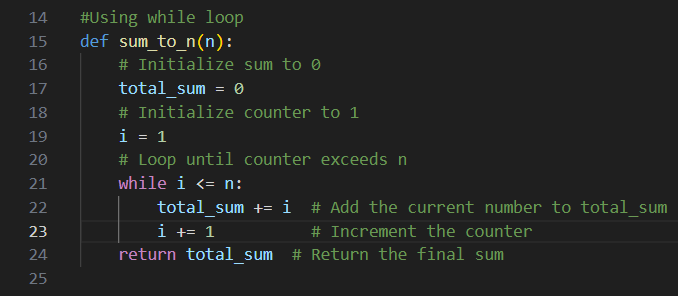 14 #Using while loop
15 def sum_to_n(n):
16     # Initialize sum to 0
17     total_sum = 0
18     # Initialize counter to 1
19     i = 1
20     # Loop until counter exceeds n
21     while i <= n:
22         total_sum += i  # Add the current number to total_sum
23         i += 1          # Increment the counter
24     return total_sum  # Return the final sum
25